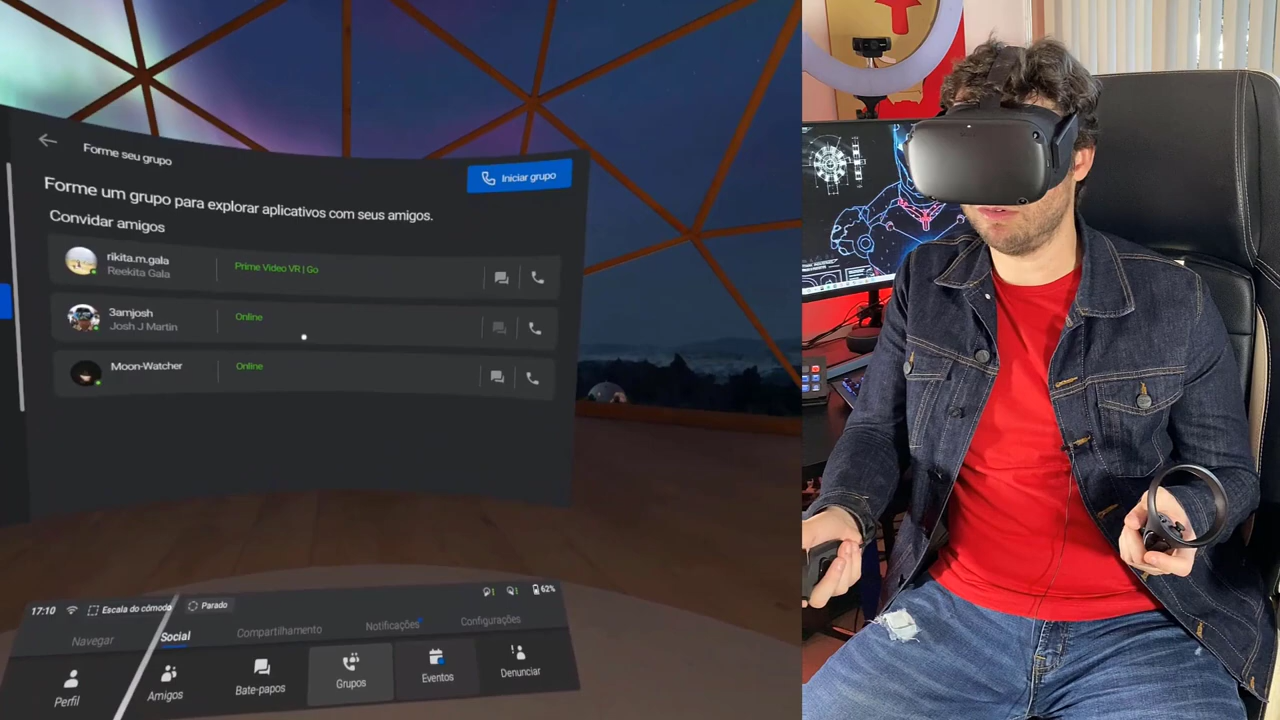 Forme seu grupo
Iniciar grupo
Forme um grupo para explorar aplicativos com seus amigos.
Convidar amigos
rikita.m.gala
Reekita Gala
Prime Video VR | Go
3amjosh
Josh J Martin
Online
Moon-Watcher
Online
17:10
Escala do cômodo
Parado
62%
Navegar
Social
Compartilhamento
Notificações
Configurações
Perfil
Amigos
Bate-papos
Grupos
Eventos
Denunciar